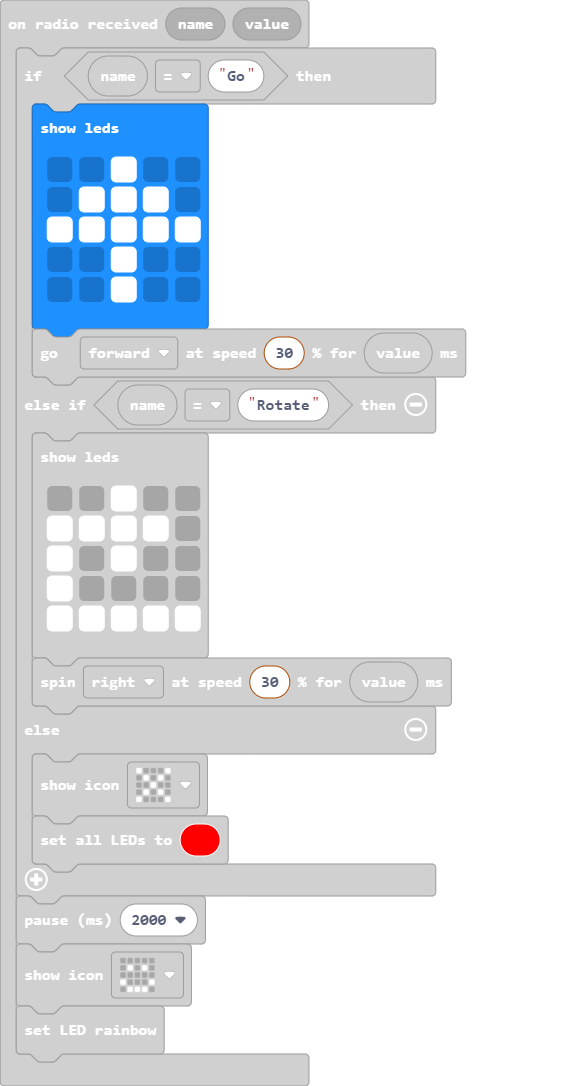 on radio received name value
if name = "Go" then
show leds
go forward at speed 30 % for value ms
else if name = "Rotate" then
show leds
spin right at speed 30 % for value ms
else
show icon
set all LEDs to
pause (ms) 2000
show icon
set LED rainbow